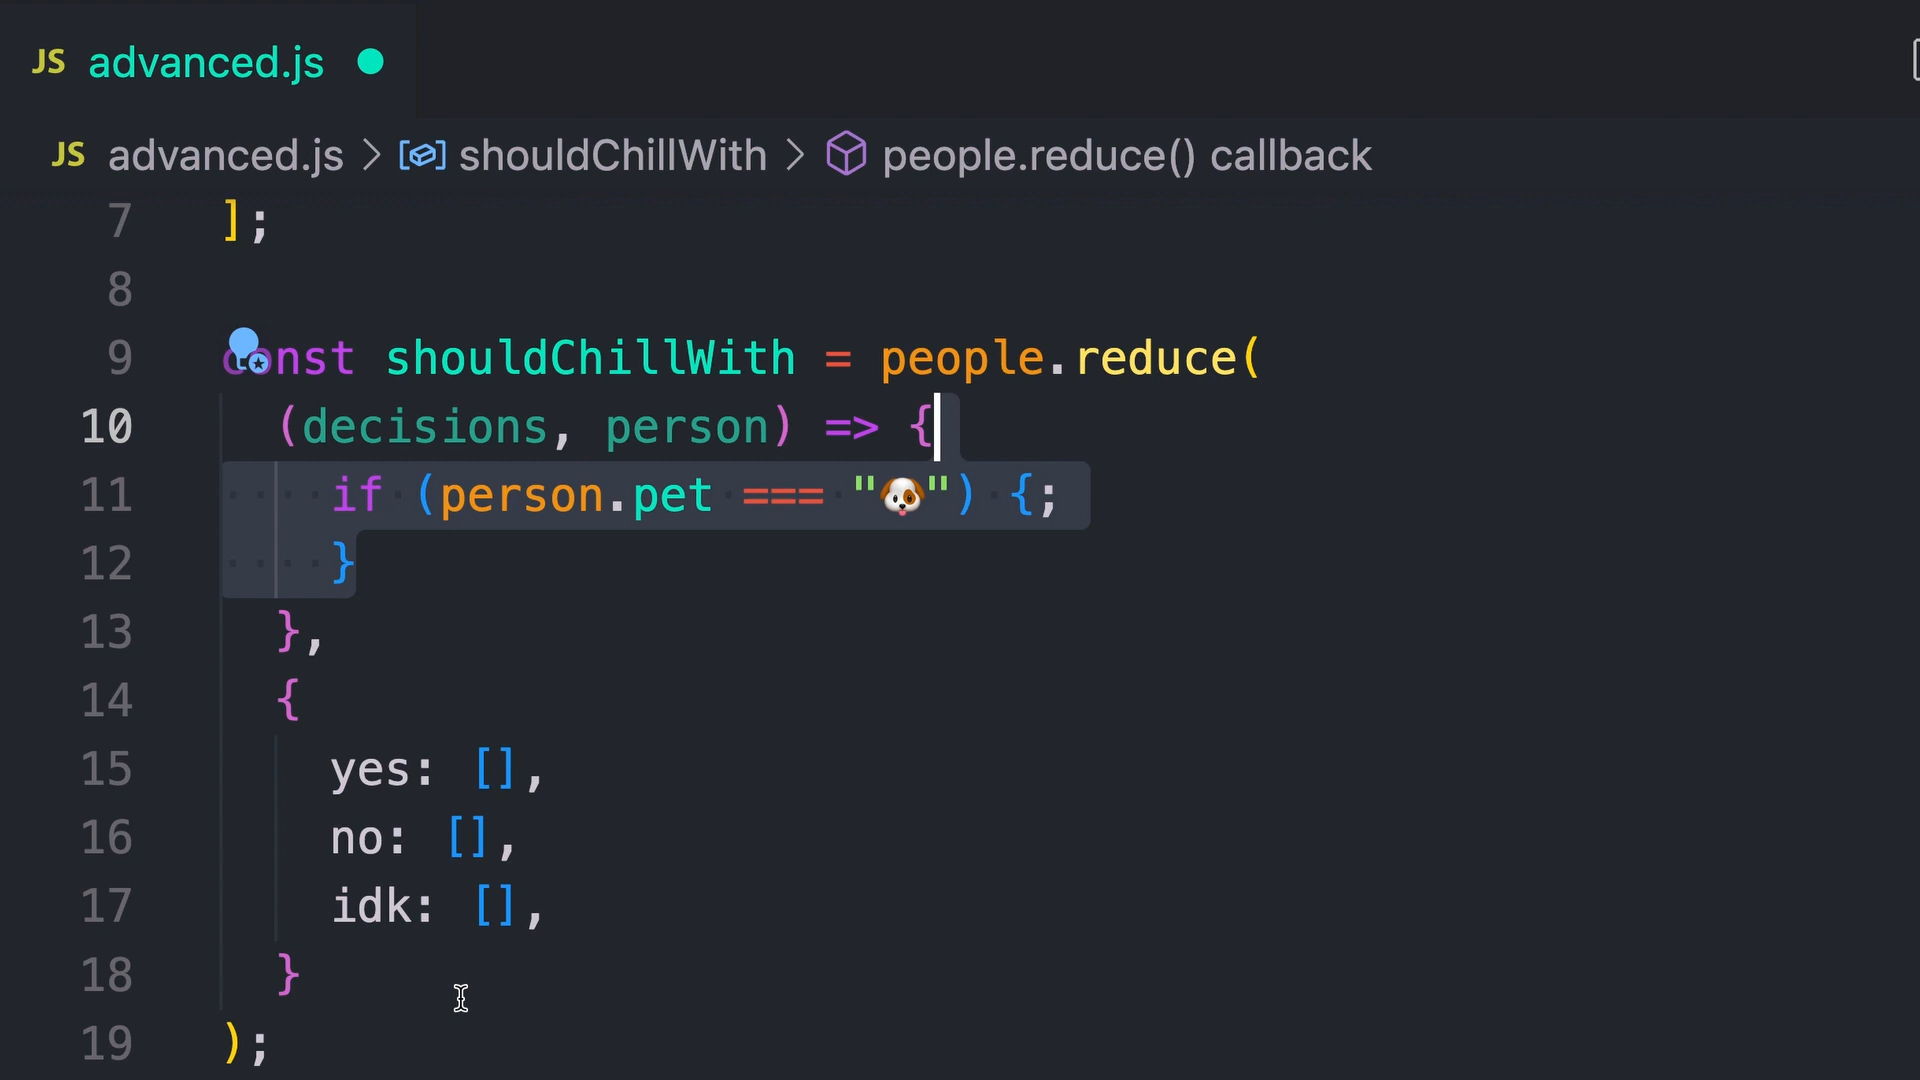 JS advanced.js
JS advanced.js > shouldChillWith > people.reduce() callback
7 ];
8
9 const shouldChillWith = people.reduce(
10 (decisions, person) => {
11 if (person.pet === "🐶") {;
12 }
13 },
14 {
15 yes: [],
16 no: [],
17 idk: [],
18 }
19 );